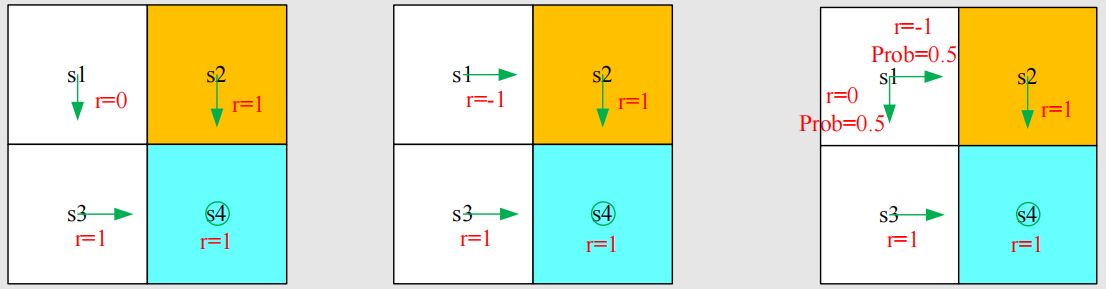 s1
r=0
s2
r=1
s3
r=1
s4
r=1
s1
r=-1
s2
r=1
s3
r=1
s4
r=1
r=-1
Prob=0.5
s1
r=0
Prob=0.5
s2
r=1
s3
r=1
s4
r=1